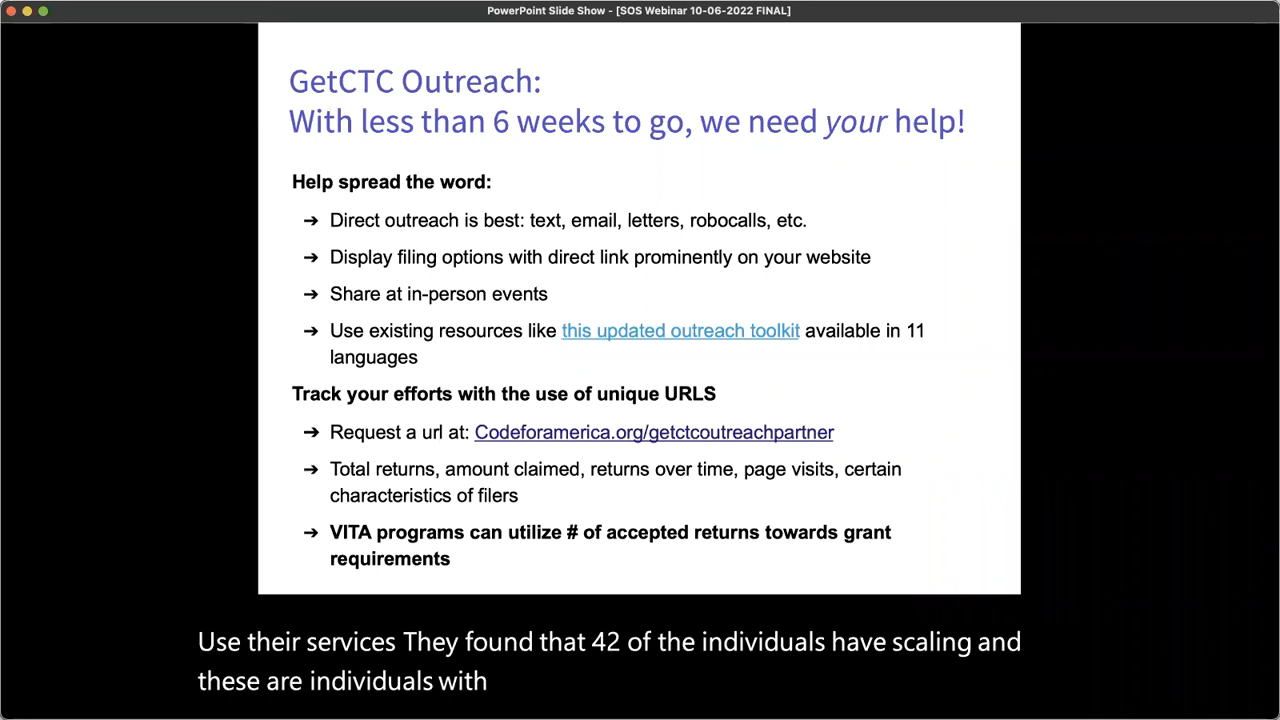 PowerPoint Slide Show - [SOS Webinar 10-06-2022 FINAL]
GetCTC Outreach:
With less than 6 weeks to go, we need your help!
Help spread the word:
➔ Direct outreach is best: text, email, letters, robocalls, etc.
➔ Display filing options with direct link prominently on your website
➔ Share at in-person events
➔ Use existing resources like this updated outreach toolkit available in 11
languages
Track your efforts with the use of unique URLS
➔ Request a url at: Codeforamerica.org/getctcoutreachpartner
➔ Total returns, amount claimed, returns over time, page visits, certain
characteristics of filers
➔ VITA programs can utilize # of accepted returns towards grant
requirements
Use their services They found that 42 of the individuals have scaling and
these are individuals with